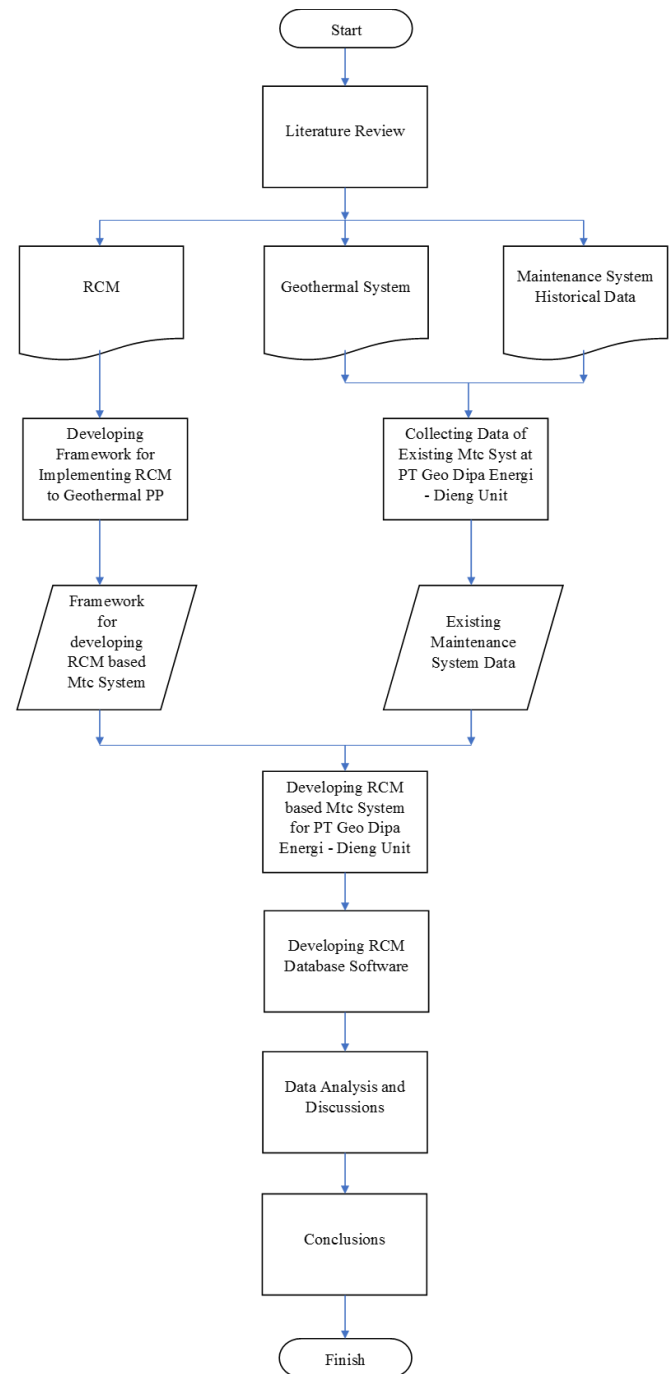 Start
Literature Review
RCM
Geothermal System
Maintenance System
Historical Data
Developing
Framework for
Implementing RCM
to Geothermal PP
Collecting Data of
Existing Mtc Syst at
PT Geo Dipa Energi
- Dieng Unit
Framework
for
developing
RCM based
Mtc System
Existing
Maintenance
System Data
Developing RCM
based Mtc System
for PT Geo Dipa
Energi - Dieng Unit
Developing RCM
Database Software
Data Analysis and
Discussions
Conclusions
Finish